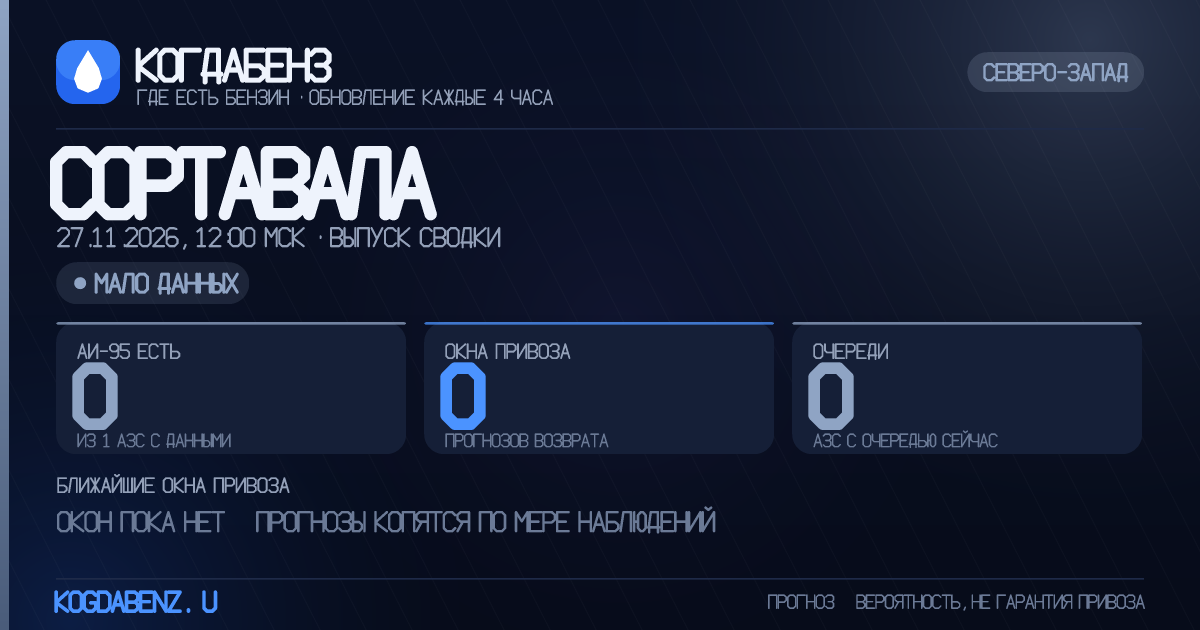 КОГДАБЕНЗ
ГДЕ ЕСТЬ БЕНЗИН · ОБНОВЛЕНИЕ КАЖДЫЕ 4 ЧАСА
СЕВЕРО-ЗАПАД
СОРТАВАЛА
27.11.2026, 12:00 МСК · ВЫПУСК СВОДКИ
МАЛО ДАННЫХ
АИ-95 ЕСТЬ
0
ИЗ 1 АЗС С ДАННЫМИ
ОКНА ПРИВОЗА
0
ПРОГНОЗОВ ВОЗВРАТА
ОЧЕРЕДИ
0
АЗС С ОЧЕРЕДЬЮ СЕЙЧАС
БЛИЖАЙШИЕ ОКНА ПРИВОЗА
ОКОН ПОКА НЕТ ПРОГНОЗЫ КОПЯТСЯ ПО МЕРЕ НАБЛЮДЕНИЙ
KOGDABENZ. U
ПРОГНОЗ ВЕРОЯТНОСТЬ, НЕ ГАРАНТИЯ ПРИВОЗА